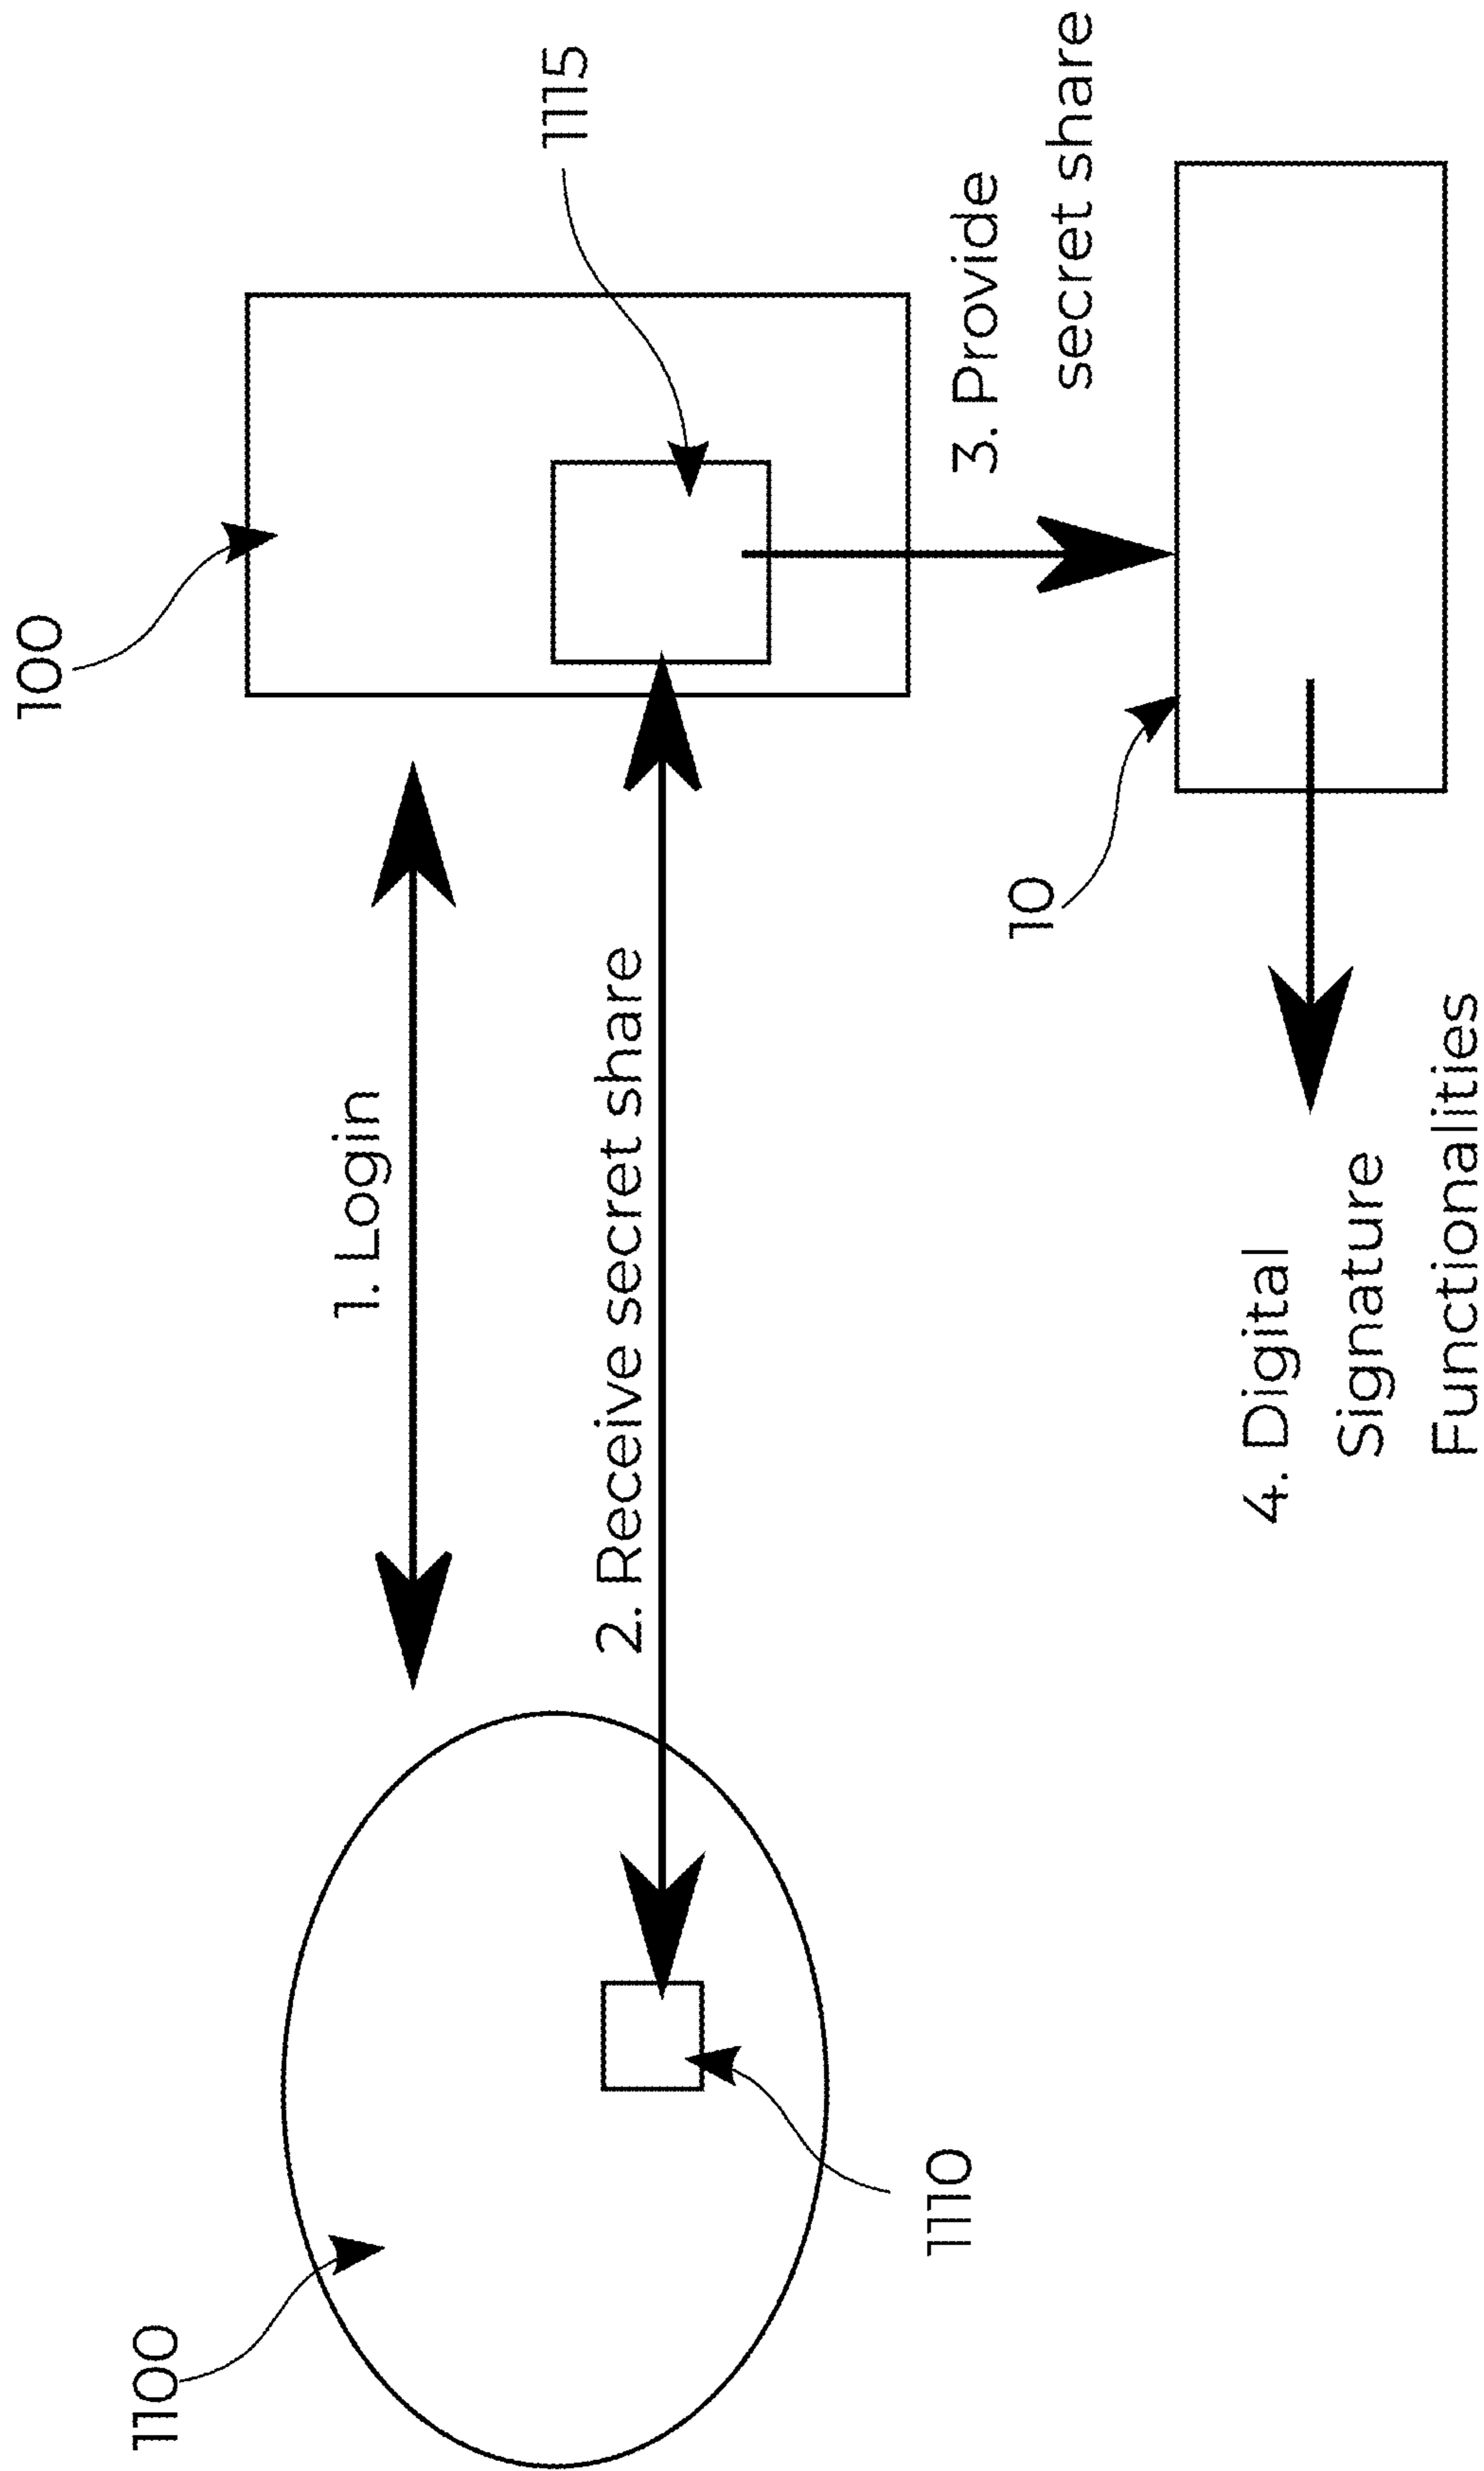 100
1100
1. Login
1115
2. Receive secret share
1110
3. Provide
secret share
10
4. Digital
Signature
Functionalities